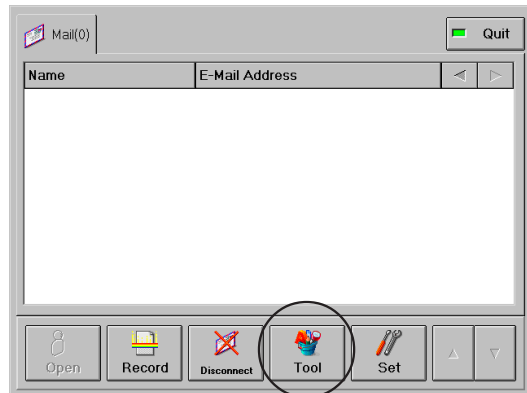 Mail(0)
Quit
Name E-Mail Address
Open Record Disconnect Tool Set